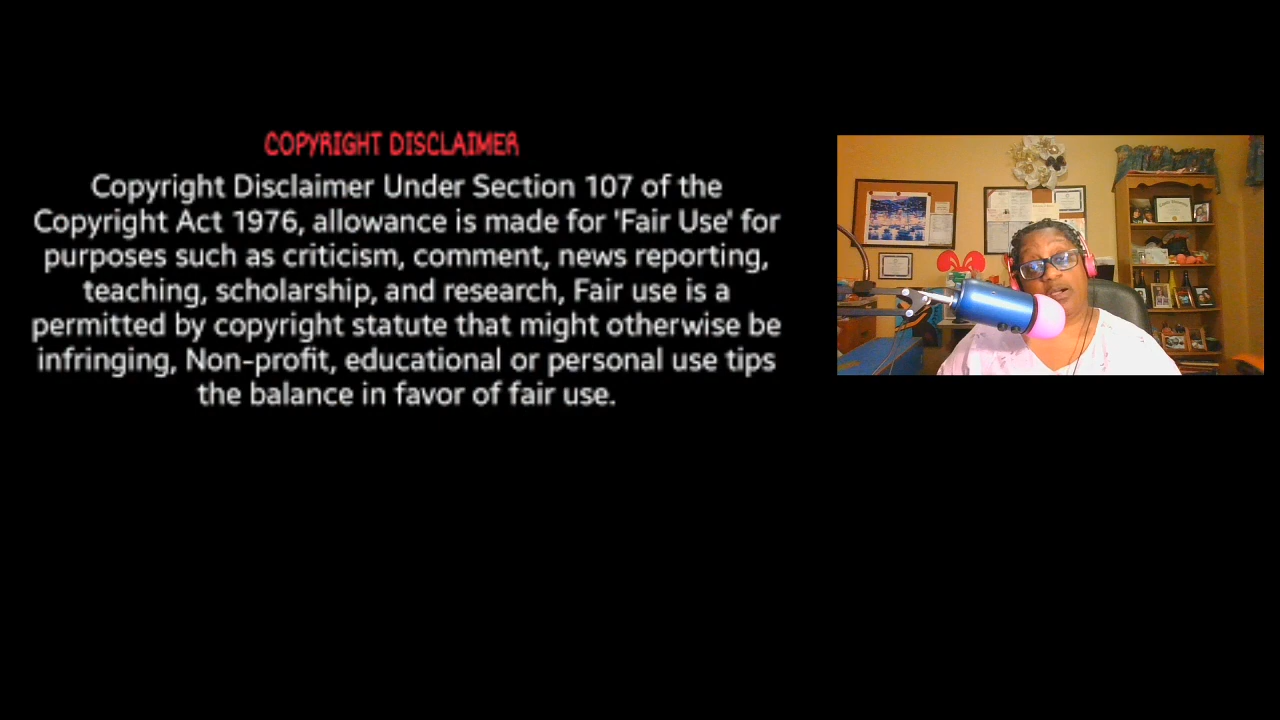 COPYRIGHT DISCLAIMER
Copyright Disclaimer Under Section 107 of the
Copyright Act 1976, allowance is made for 'Fair Use' for
purposes such as criticism, comment, news reporting,
teaching, scholarship, and research, Fair use is a
permitted by copyright statute that might otherwise be
infringing, Non-profit, educational or personal use tips
the balance in favor of fair use.